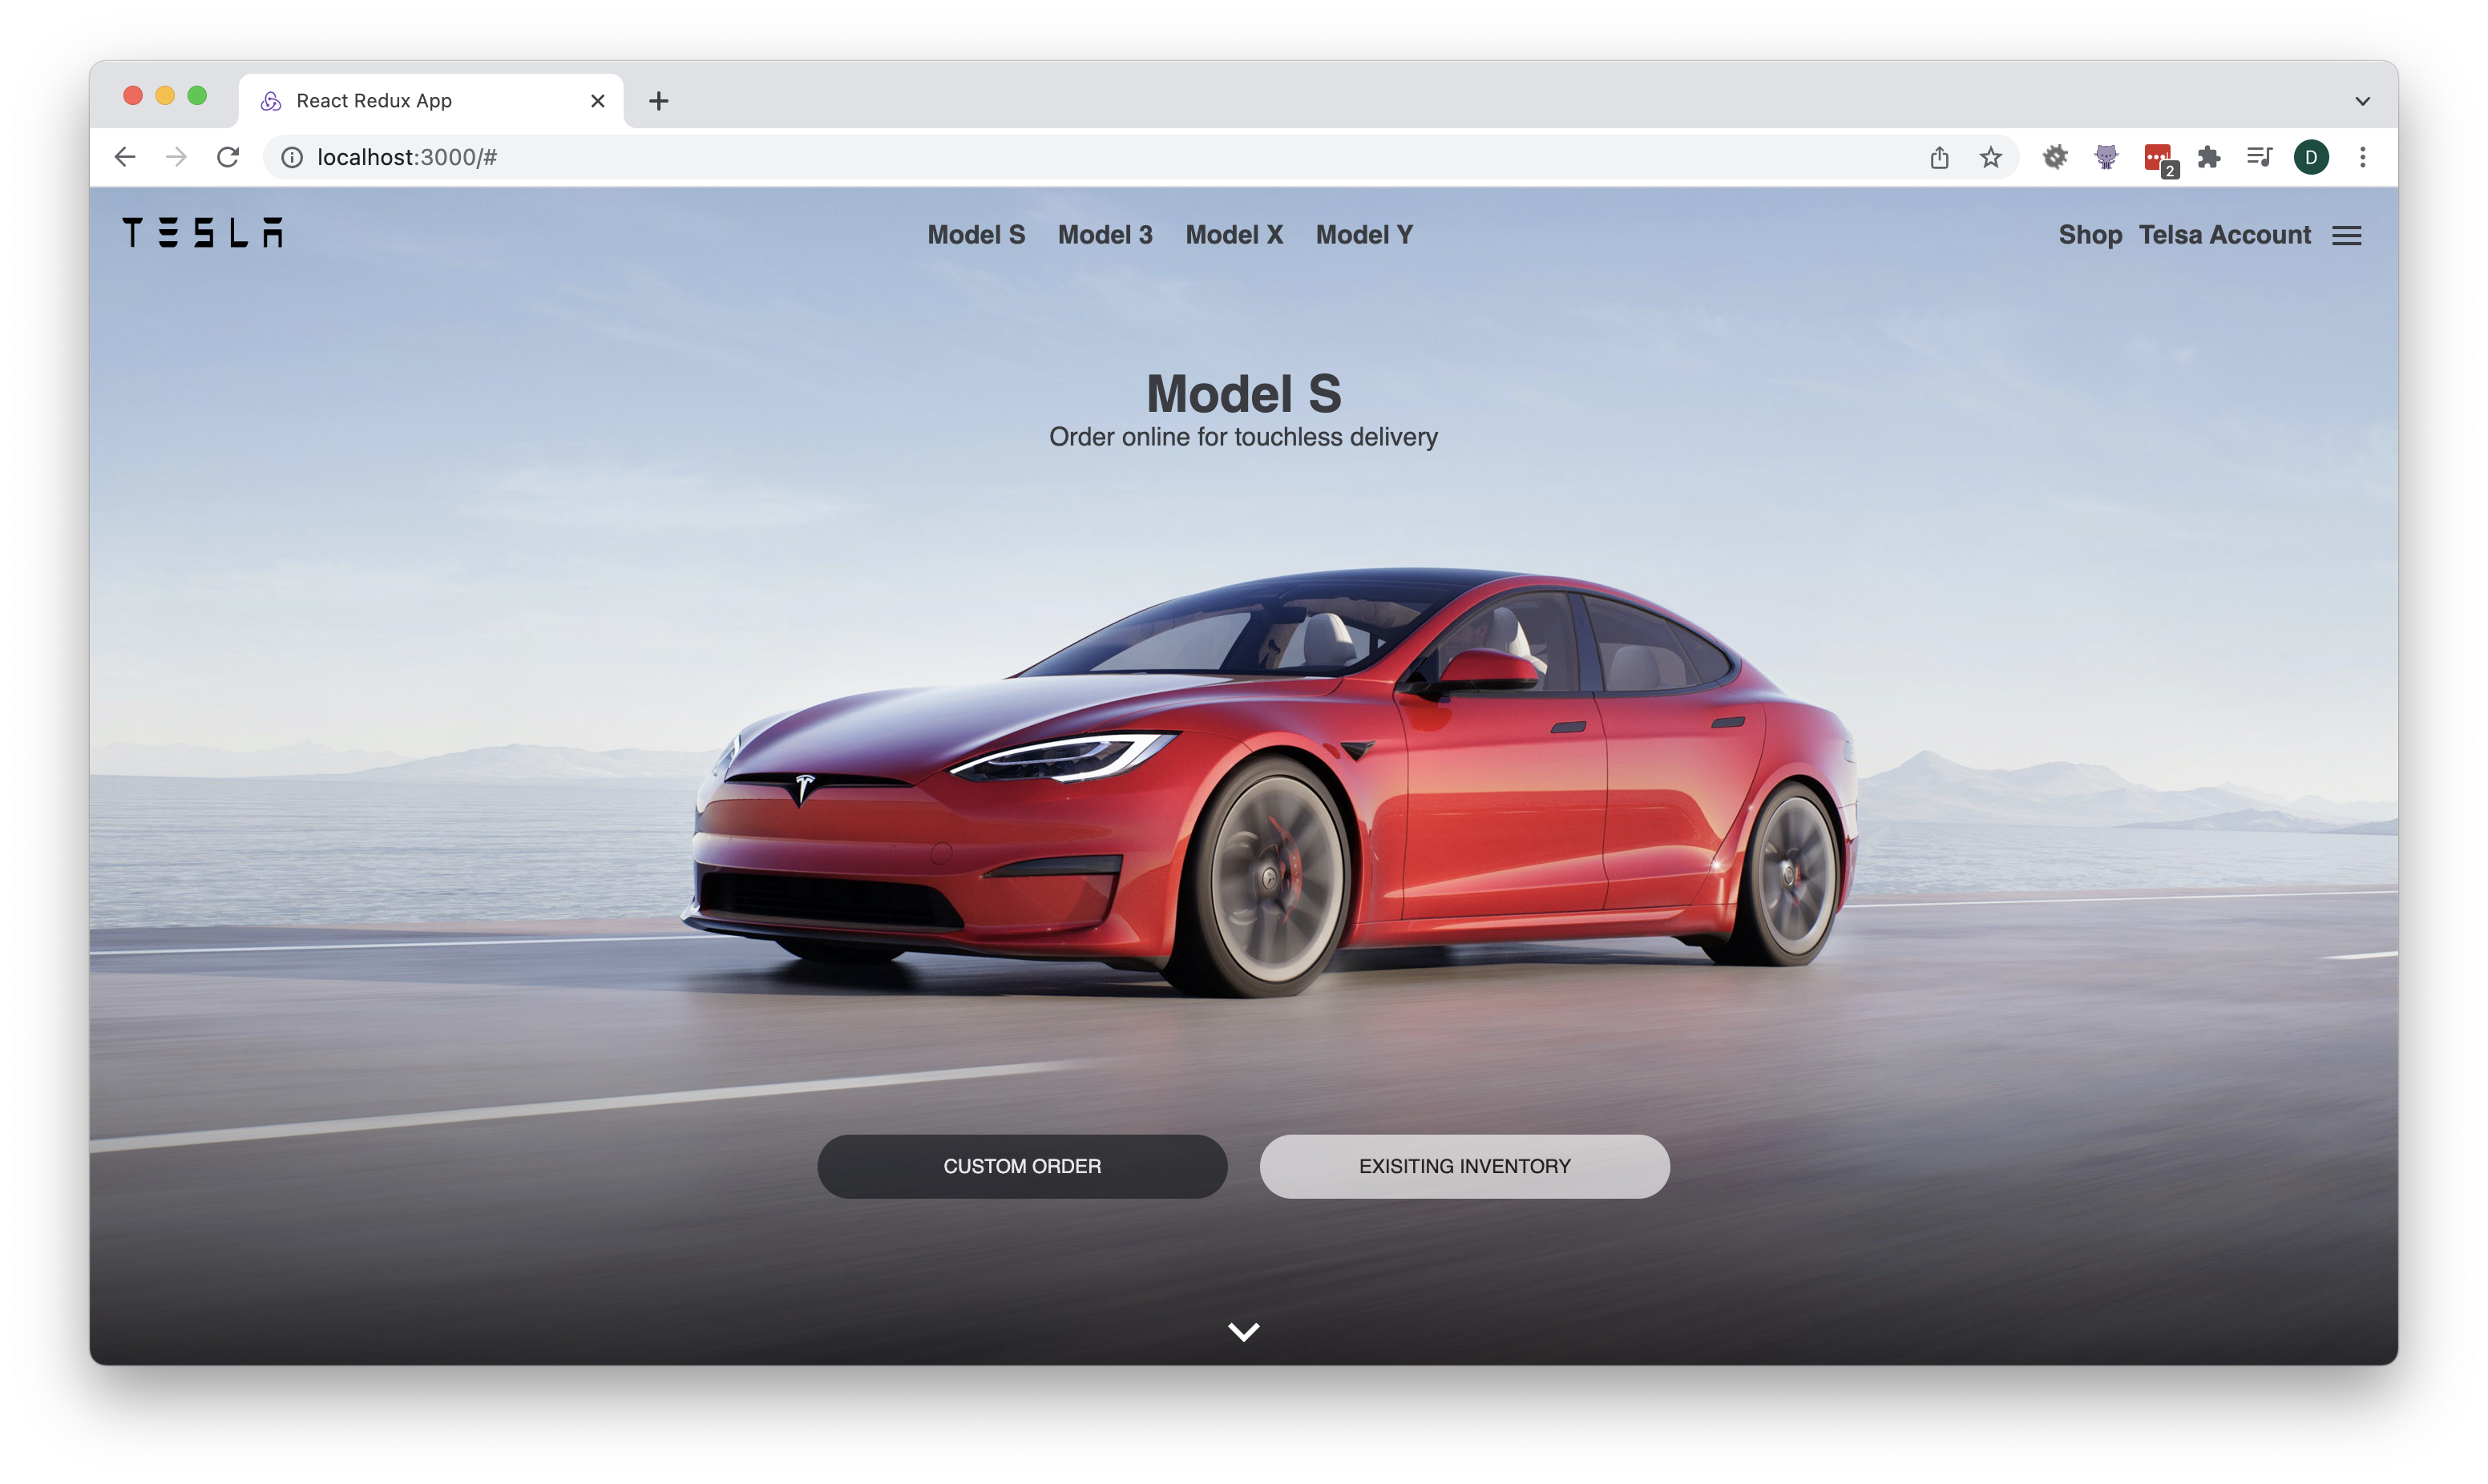 React Redux App
localhost:3000/#
2
D
TESLA
Model S Model 3 Model X Model Y
Shop Telsa Account
Model S
Order online for touchless delivery
CUSTOM ORDER
EXISITING INVENTORY